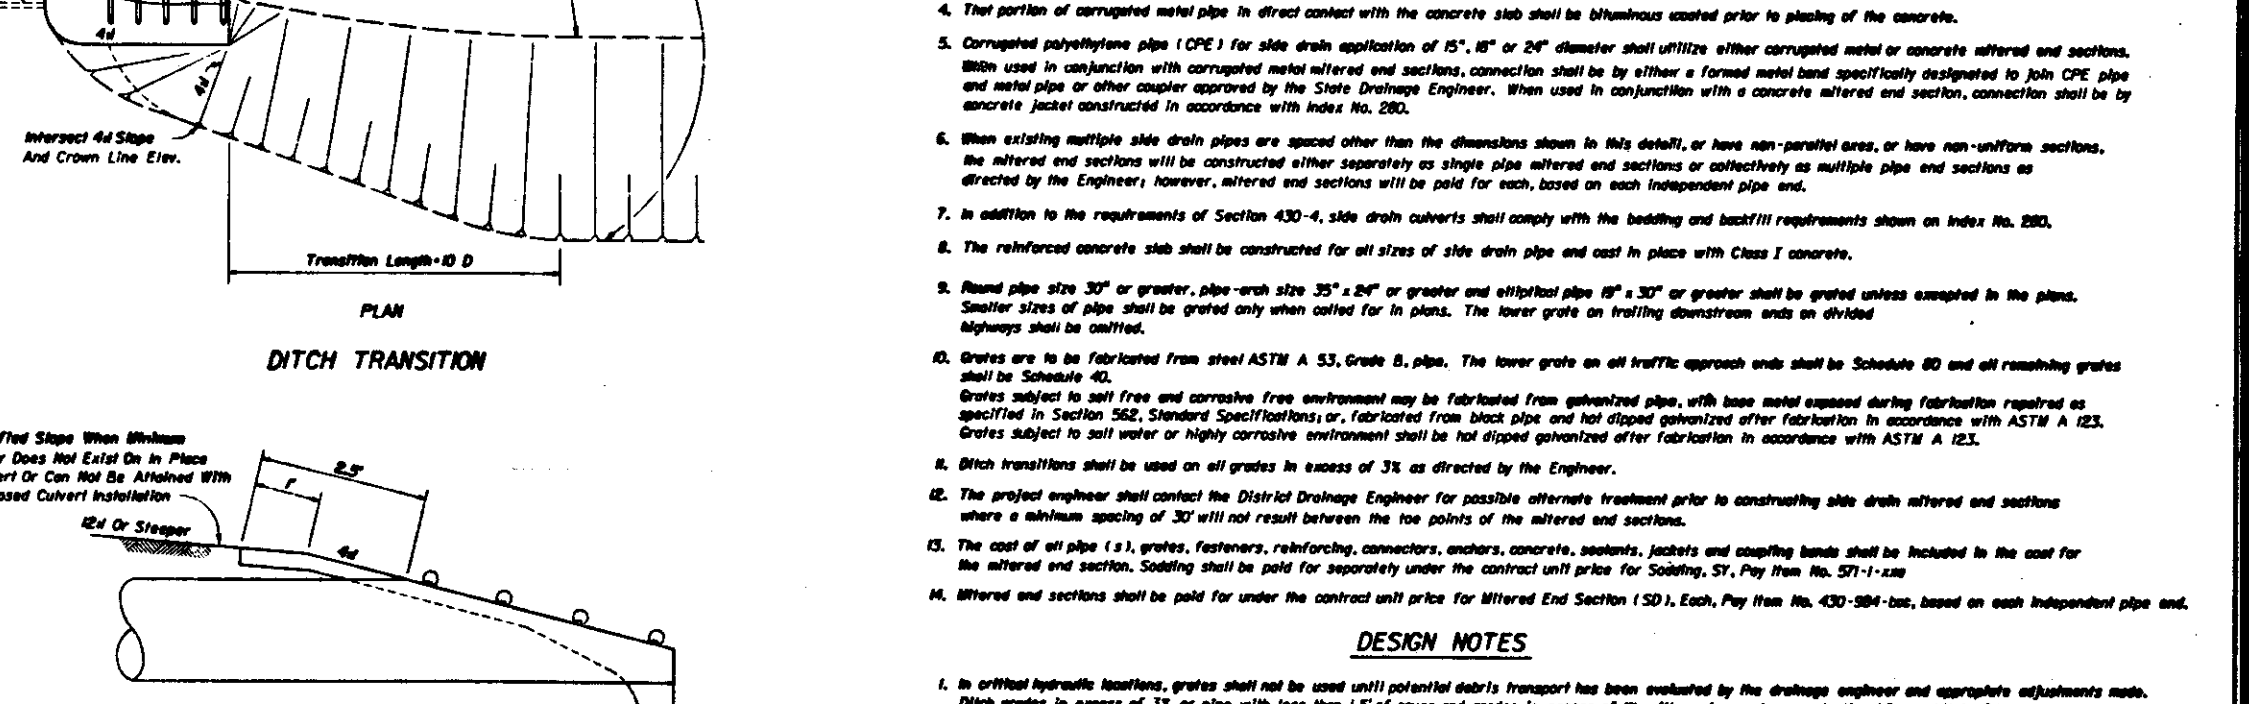 4d
4d
Intersect 4d Slope
And Crown Line Elev.
Transition Length=10 D
PLAN
DITCH TRANSITION
fied Slope When Minimum
r Does Not Exist On In Place
ert Or Can Not Be Attained With
osed Culvert Installation
2.5'
1'
12d Or Steeper
4d
4. That portion of corrugated metal pipe in direct contact with the concrete slab shall be bituminous coated prior to placing of the concrete.
5. Corrugated polyethylene pipe (CPE) for side drain application of 15", 18" or 24" diameter shall utilize either corrugated metal or concrete mitered end sections.
When used in conjunction with corrugated metal mitered end sections, connection shall be by either a formed metal band specifically designated to join CPE pipe
and metal pipe or other coupler approved by the State Drainage Engineer. When used in conjunction with a concrete mitered end section, connection shall be by
concrete jacket constructed in accordance with Index No. 280.
6. When existing multiple side drain pipes are spaced other than the dimensions shown in this detail, or have non-parallel axes, or have non-uniform sections,
the mitered end sections will be constructed either separately as single pipe mitered end sections or collectively as multiple pipe end sections as
directed by the Engineer; however, mitered end sections will be paid for each, based on each independent pipe end.
7. In addition to the requirements of Section 430-4, side drain culverts shall comply with the bedding and backfill requirements shown on Index No. 280.
8. The reinforced concrete slab shall be constructed for all sizes of side drain pipe and cast in place with Class I concrete.
9. Round pipe size 30" or greater, pipe-arch size 35" x 24" or greater and elliptical pipe 19" x 30" or greater shall be grated unless excepted in the plans.
Smaller sizes of pipe shall be grated only when called for in plans. The lower grate on trailing downstream ends on divided
highways shall be omitted.
10. Grates are to be fabricated from steel ASTM A 53, Grade B, pipe. The lower grate on all traffic approach ends shall be Schedule 80 and all remaining grates
shall be Schedule 40.
Grates subject to salt free and corrosive free environment may be fabricated from galvanized pipe, with base metal exposed during fabrication repaired as
specified in Section 562, Standard Specifications; or, fabricated from black pipe and hot dipped galvanized after fabrication in accordance with ASTM A 123.
Grates subject to salt water or highly corrosive environment shall be hot dipped galvanized after fabrication in accordance with ASTM A 123.
11. Ditch transitions shall be used on all grades in excess of 3% as directed by the Engineer.
12. The project engineer shall contact the District Drainage Engineer for possible alternate treatment prior to constructing side drain mitered end sections
where a minimum spacing of 30' will not result between the toe points of the mitered end sections.
13. The cost of all pipe (s), grates, fasteners, reinforcing, connectors, anchors, concrete, sealants, jackets and coupling bands shall be included in the cost for
the mitered end section. Sodding shall be paid for separately under the contract unit price for Sodding, SY, Pay Item No. 571-1-xxx
14. Mitered end sections shall be paid for under the contract unit price for Mitered End Section (SD), Each, Pay Item No. 430-984-bac, based on each independent pipe end.
DESIGN NOTES
1. In critical hydraulic locations, grates shall not be used until potential debris transport has been evaluated by the drainage engineer and appropiate adjustments made.